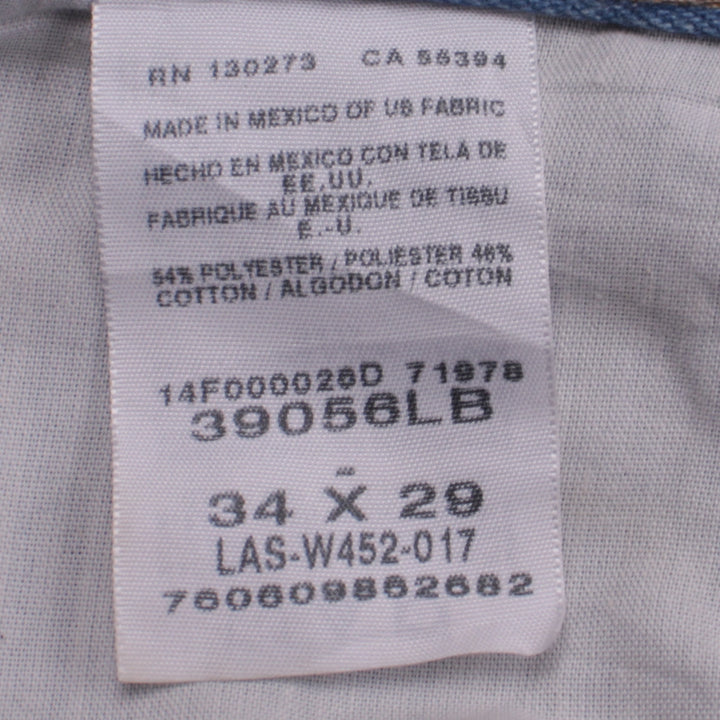 RN 130273 CA 56394
MADE IN MEXICO OF US FABRIC
HECHO EN MEXICO CON TELA DE
EE.UU.
FABRIQUE AU MEXIQUE DE TISSU
E.-U.
54% POLYESTER / POLIESTER 46%
COTTON / ALGODON / COTON
14F000026D 71978
39056LB
34 X 29
LAS-W452-017
760609862682